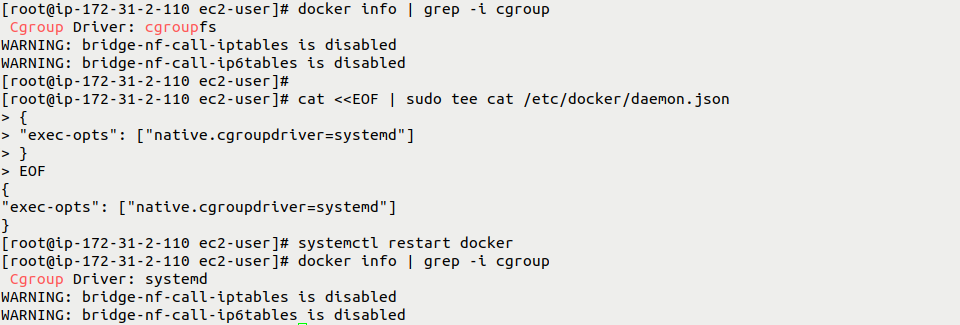 [root@ip-172-31-2-110 ec2-user]# docker info | grep -i cgroup
 Cgroup Driver: cgroupfs
WARNING: bridge-nf-call-iptables is disabled
WARNING: bridge-nf-call-ip6tables is disabled
[root@ip-172-31-2-110 ec2-user]#
[root@ip-172-31-2-110 ec2-user]# cat <<EOF | sudo tee cat /etc/docker/daemon.json
> {
> "exec-opts": ["native.cgroupdriver=systemd"]
> }
> EOF
{
"exec-opts": ["native.cgroupdriver=systemd"]
}
[root@ip-172-31-2-110 ec2-user]# systemctl restart docker
[root@ip-172-31-2-110 ec2-user]# docker info | grep -i cgroup
 Cgroup Driver: systemd
WARNING: bridge-nf-call-iptables is disabled
WARNING: bridge-nf-call-ip6tables is disabled